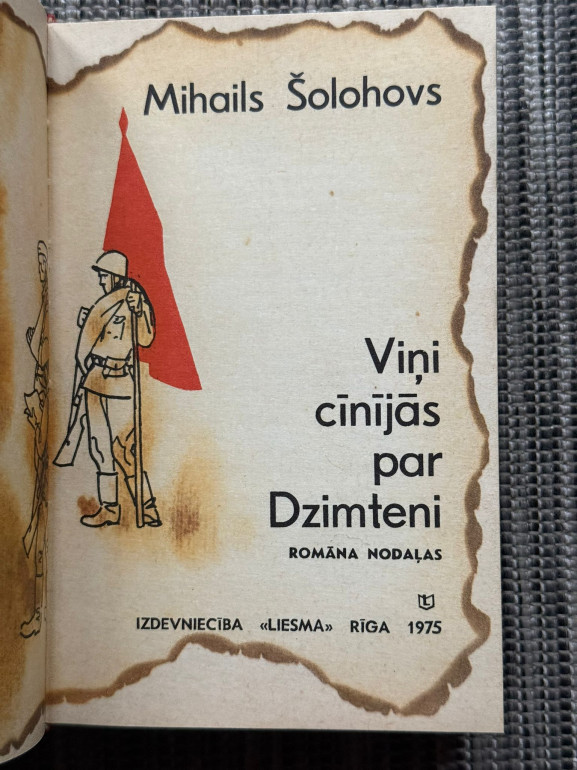 Mihails Šolohovs
Viņi
cīnījās
par
Dzimteni
ROMĀNA NODAĻAS
IZDEVNIECĪBA «LIESMA» RĪGA 1975